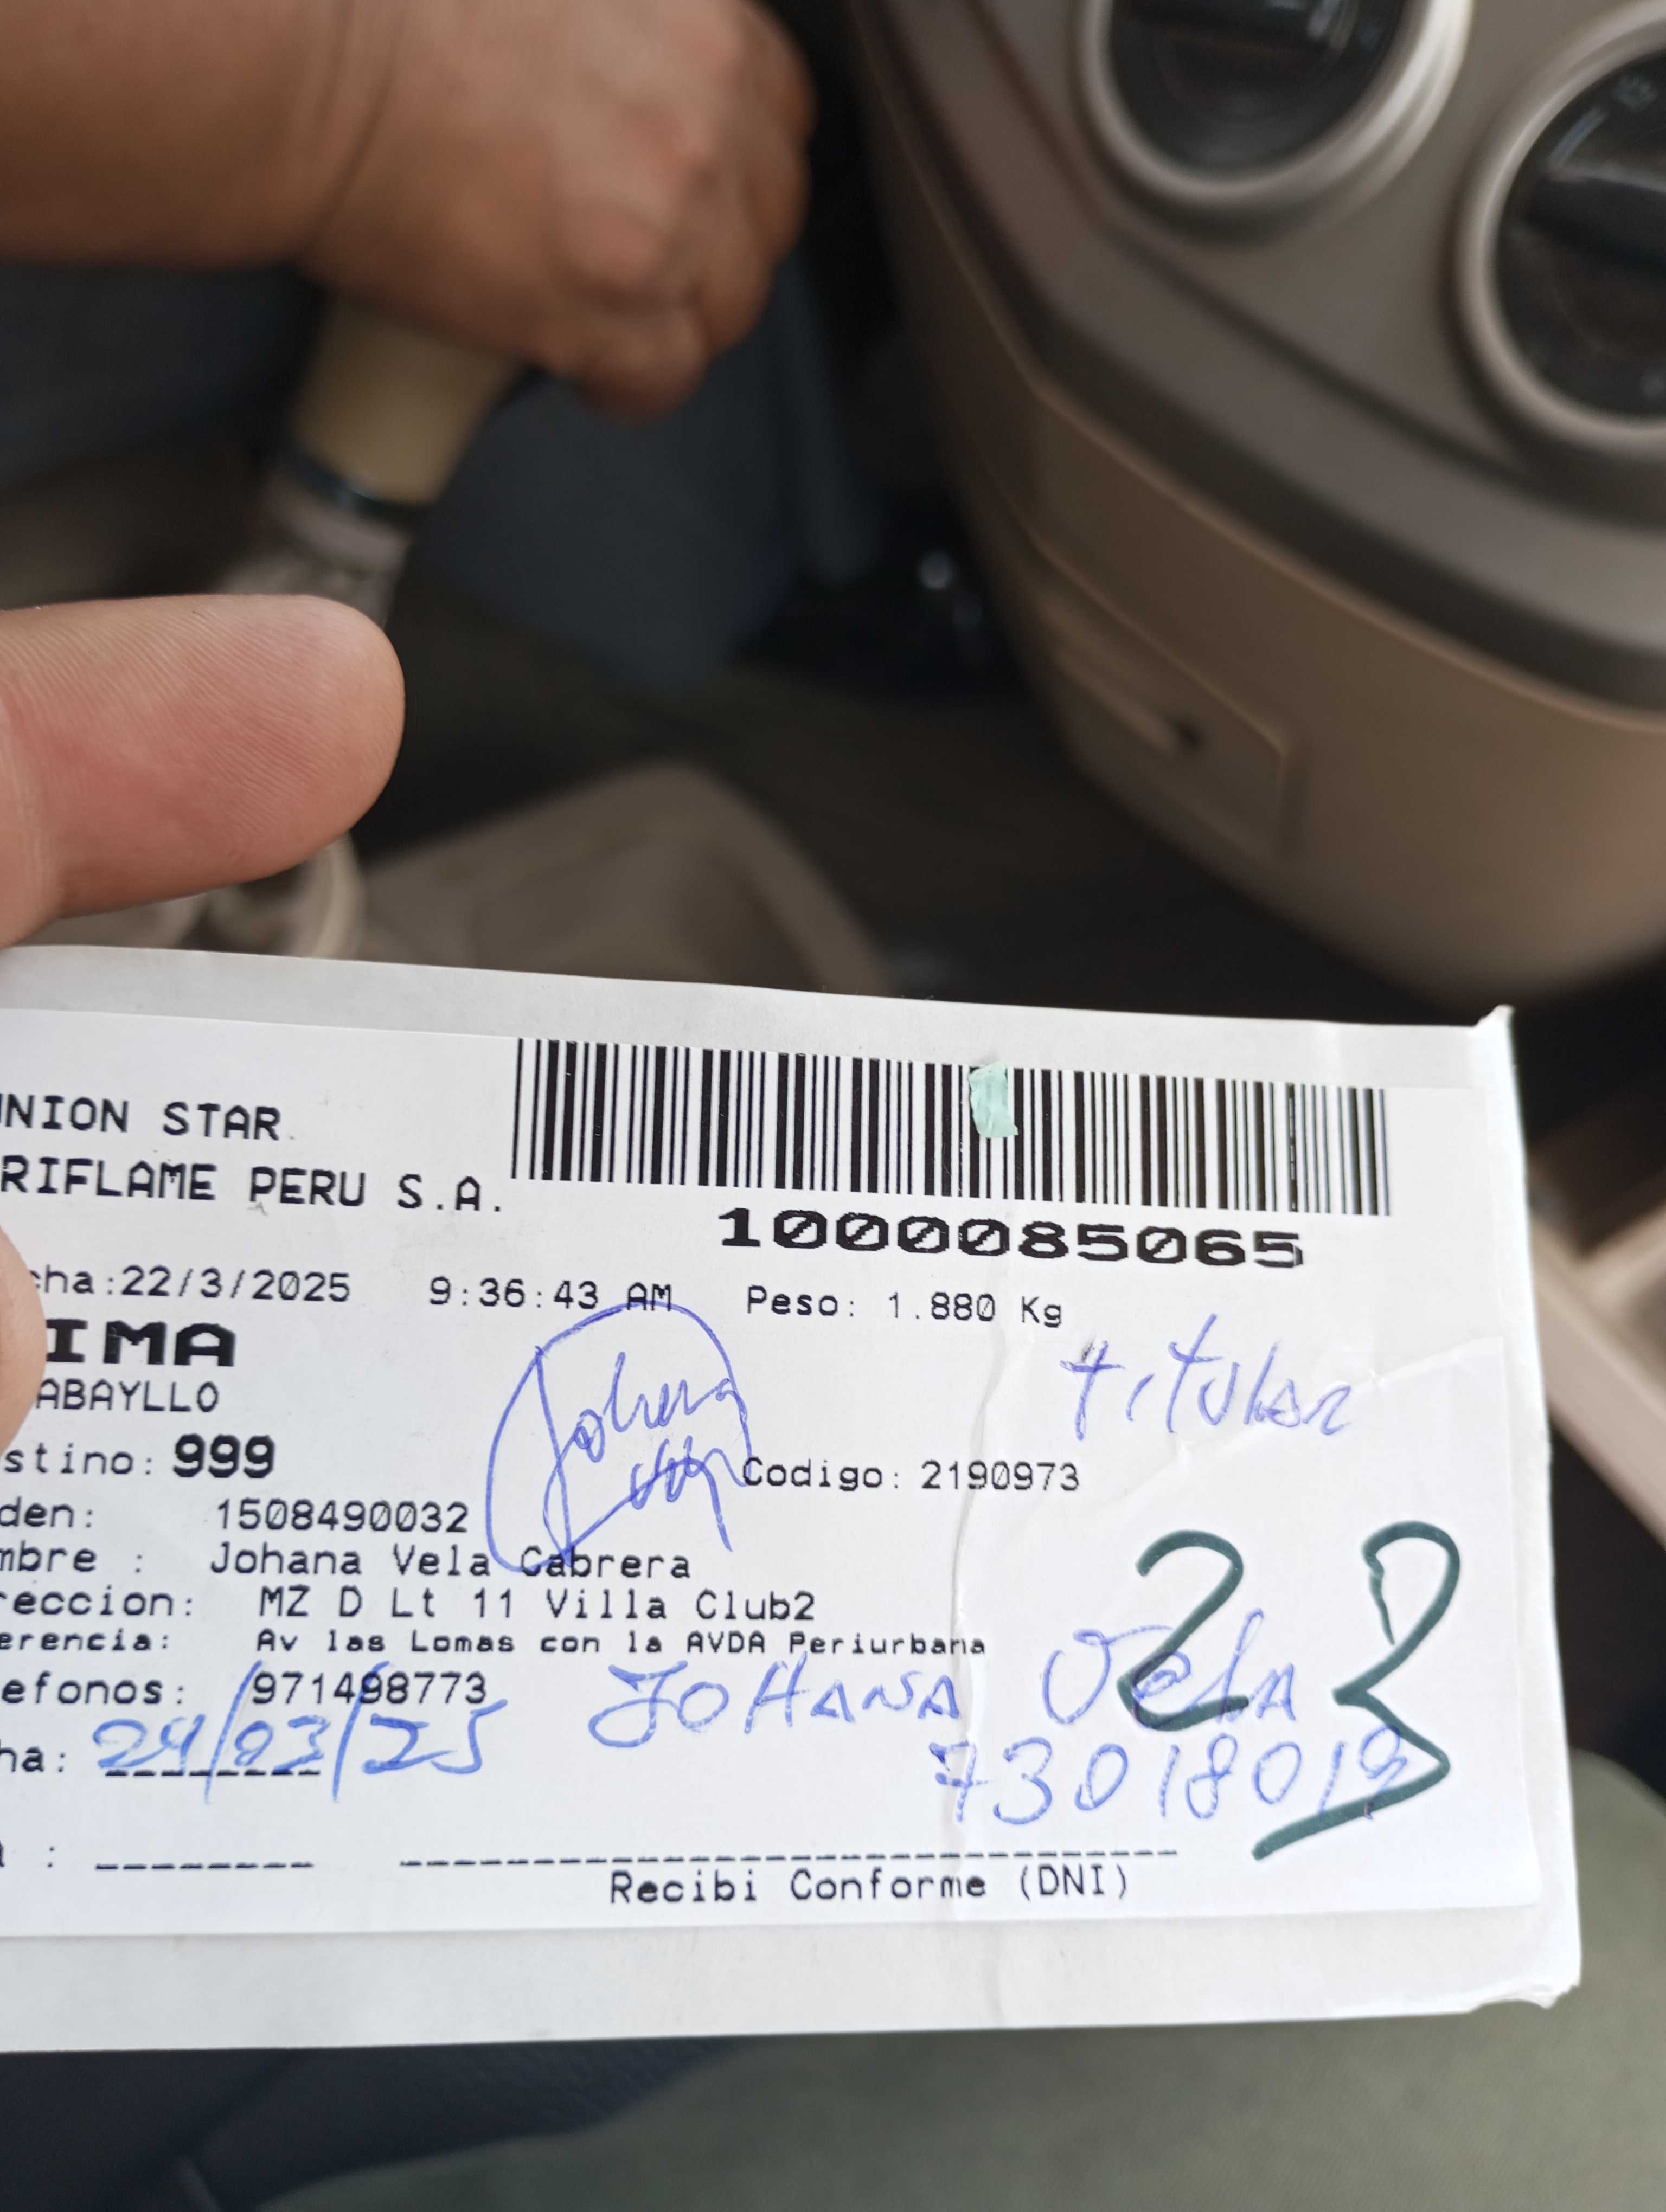 NION STAR
RIFLAME PERU S.A.
1000085065
cha:22/3/2025 9:36:43 AM Peso: 1.880 Kg
IMA
titular
ABAYLLO
stino: 999
Codigo: 2190973
den: 1508490032
Johana
mbre : Johana Vela Cabrera
reccion: MZ D Lt 11 Villa Club2
erencia: Av las Lomas con la AVDA Periurbana
efonos: 971498773
23
JOHANA Vela
ha: 24/03/25
73018019
: 
Recibi Conforme (DNI)